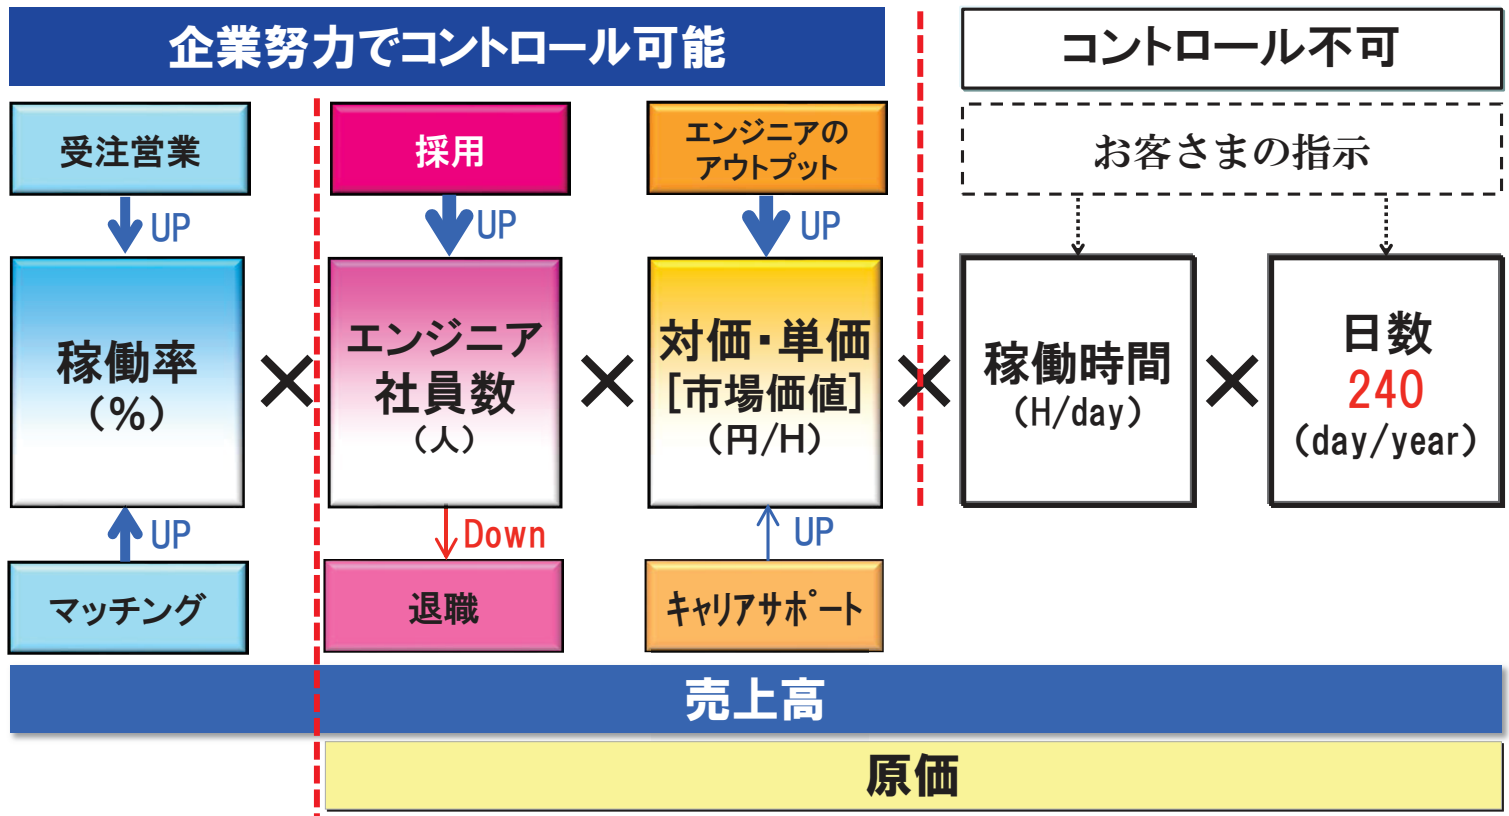 企業努力でコントロール可能
コントロール不可
受注営業
採用
エンジニアの
アウトプット
お客さまの指示
UP
UP
UP
稼働率
(%)
×
エンジニア
社員数
(人)
×
対価・単価
[市場価値]
(円/H)
×
稼働時間
(H/day)
×
日数
240
(day/year)
UP
Down
UP
マッチング
退職
キャリアサポート
売上高
原価